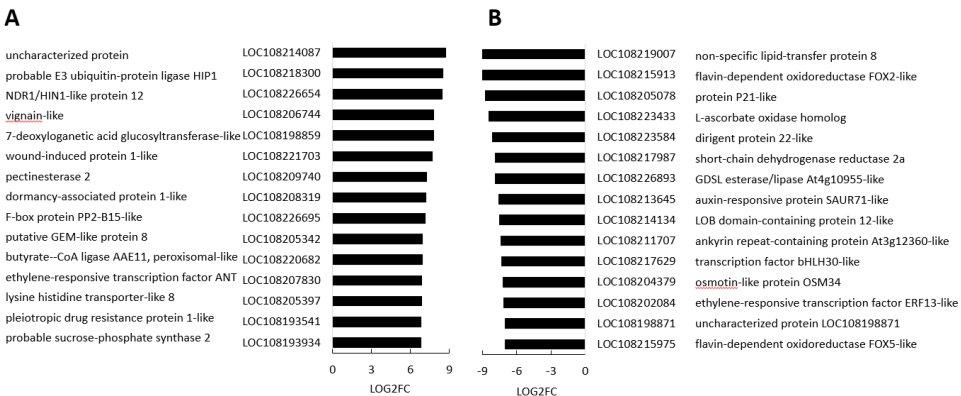 A
B
uncharacterized protein LOC108214087
probable E3 ubiquitin-protein ligase HIP1 LOC108218300
NDR1/HIN1-like protein 12 LOC108226654
vignain-like LOC108206744
7-deoxyloganetic acid glucosyltransferase-like LOC108198859
wound-induced protein 1-like LOC108221703
pectinesterase 2 LOC108209740
dormancy-associated protein 1-like LOC108208319
F-box protein PP2-B15-like LOC108226695
putative GEM-like protein 8 LOC108205342
butyrate--CoA ligase AAE11, peroxisomal-like LOC108220682
ethylene-responsive transcription factor ANT LOC108207830
lysine histidine transporter-like 8 LOC108205397
pleiotropic drug resistance protein 1-like LOC108193541
probable sucrose-phosphate synthase 2 LOC108193934
0 3 6 9
LOG2FC
LOC108219007 non-specific lipid-transfer protein 8
LOC108215913 flavin-dependent oxidoreductase FOX2-like
LOC108205078 protein P21-like
LOC108223433 L-ascorbate oxidase homolog
LOC108223584 dirigent protein 22-like
LOC108217987 short-chain dehydrogenase reductase 2a
LOC108226893 GDSL esterase/lipase At4g10955-like
LOC108213645 auxin-responsive protein SAUR71-like
LOC108214134 LOB domain-containing protein 12-like
LOC108211707 ankyrin repeat-containing protein At3g12360-like
LOC108217629 transcription factor bHLH30-like
LOC108204379 osmotin-like protein OSM34
LOC108202084 ethylene-responsive transcription factor ERF13-like
LOC108198871 uncharacterized protein LOC108198871
LOC108215975 flavin-dependent oxidoreductase FOX5-like
-9 -6 -3 0
LOG2FC